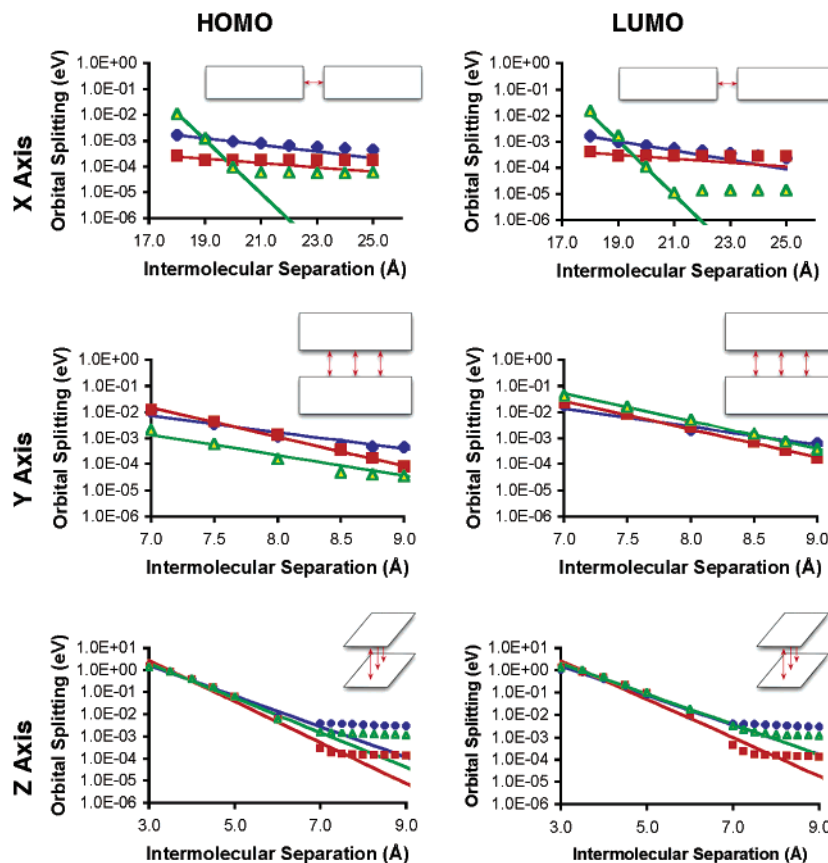 HOMO LUMO
X Axis
Orbital Splitting (eV)
1.0E+00
1.0E-01
1.0E-02
1.0E-03
1.0E-04
1.0E-05
1.0E-06
17.0 19.0 21.0 23.0 25.0
Intermolecular Separation (Å)
Orbital Splitting (eV)
1.0E+00
1.0E-01
1.0E-02
1.0E-03
1.0E-04
1.0E-05
1.0E-06
17.0 19.0 21.0 23.0 25.0
Intermolecular Separation (Å)
Y Axis
Orbital Splitting (eV)
1.0E+00
1.0E-01
1.0E-02
1.0E-03
1.0E-04
1.0E-05
1.0E-06
7.0 7.5 8.0 8.5 9.0
Intermolecular Separation (Å)
Orbital Splitting (eV)
1.0E+00
1.0E-01
1.0E-02
1.0E-03
1.0E-04
1.0E-05
1.0E-06
7.0 7.5 8.0 8.5 9.0
Intermolecular Separation (Å)
Z Axis
Orbital Splitting (eV)
1.0E+01
1.0E+00
1.0E-01
1.0E-02
1.0E-03
1.0E-04
1.0E-05
1.0E-06
3.0 5.0 7.0 9.0
Intermolecular Separation (Å)
Orbital Splitting (eV)
1.0E+01
1.0E+00
1.0E-01
1.0E-02
1.0E-03
1.0E-04
1.0E-05
1.0E-06
3.0 5.0 7.0 9.0
Intermolecular Separation (Å)